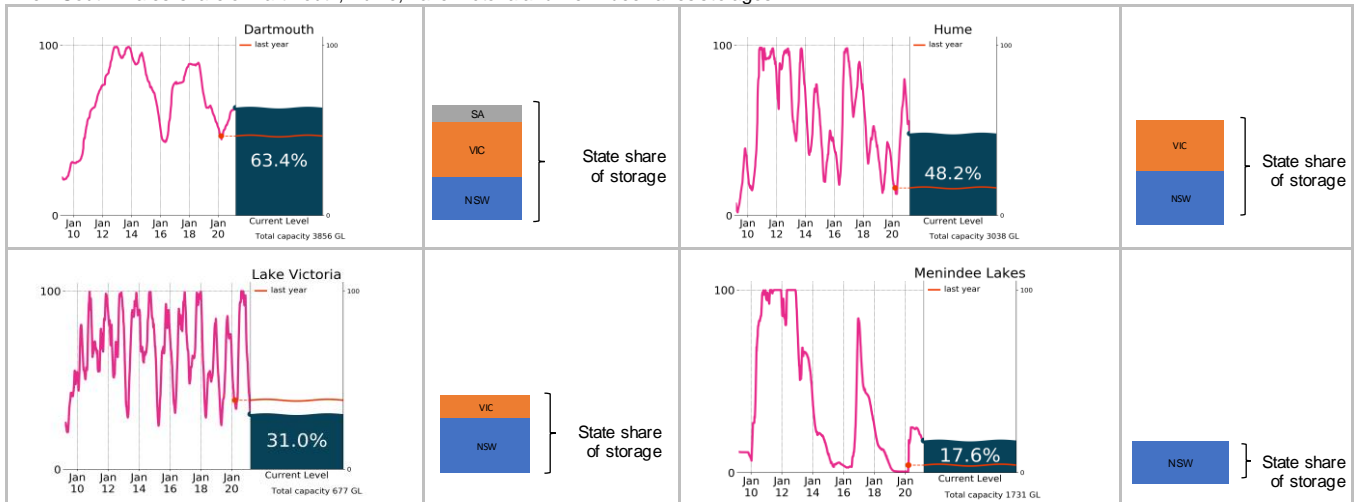 Dartmouth
last year
100
100
63.4%
0
0
Jan Jan Jan Jan Jan Jan
10 12 14 16 18 20
Current Level
Total capacity 3856 GL
SA
VIC
NSW
State share
of storage
Hume
last year
100
100
48.2%
0
0
Jan Jan Jan Jan Jan Jan
10 12 14 16 18 20
Current Level
Total capacity 3038 GL
VIC
NSW
State share
of storage
Lake Victoria
last year
100
100
31.0%
0
0
Jan Jan Jan Jan Jan Jan
10 12 14 16 18 20
Current Level
Total capacity 677 GL
VIC
NSW
State share
of storage
Menindee Lakes
last year
100
100
17.6%
0
0
Jan Jan Jan Jan Jan Jan
10 12 14 16 18 20
Current Level
Total capacity 1731 GL
NSW
State share
of storage